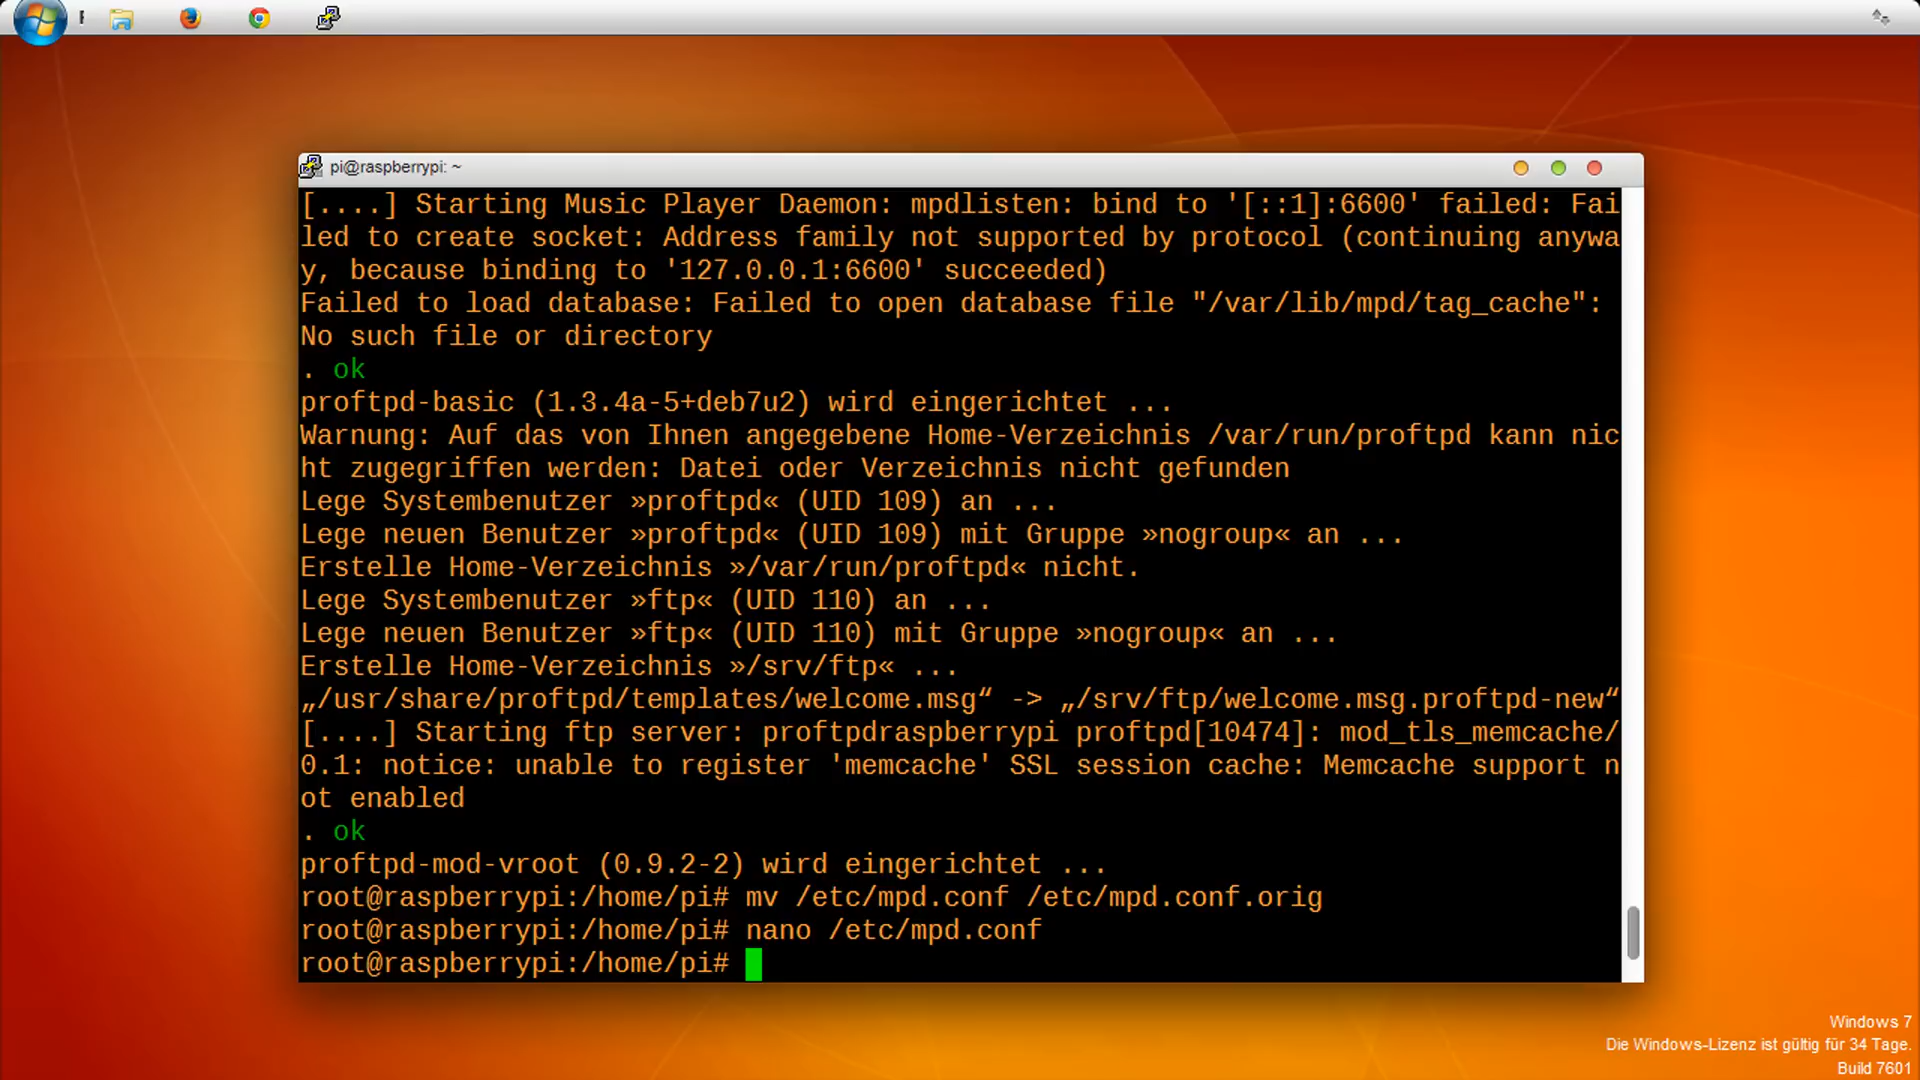 pi@raspberrypi: ~
[....] Starting Music Player Daemon: mpdlisten: bind to '[::1]:6600' failed: Fai
led to create socket: Address family not supported by protocol (continuing anywa
y, because binding to '127.0.0.1:6600' succeeded)
Failed to load database: Failed to open database file "/var/lib/mpd/tag_cache":
No such file or directory
. ok
proftpd-basic (1.3.4a-5+deb7u2) wird eingerichtet ...
Warnung: Auf das von Ihnen angegebene Home-Verzeichnis /var/run/proftpd kann nic
ht zugegriffen werden: Datei oder Verzeichnis nicht gefunden
Lege Systembenutzer »proftpd« (UID 109) an ...
Lege neuen Benutzer »proftpd« (UID 109) mit Gruppe »nogroup« an ...
Erstelle Home-Verzeichnis »/var/run/proftpd« nicht.
Lege Systembenutzer »ftp« (UID 110) an ...
Lege neuen Benutzer »ftp« (UID 110) mit Gruppe »nogroup« an ...
Erstelle Home-Verzeichnis »/srv/ftp« ...
„/usr/share/proftpd/templates/welcome.msg“ -> „/srv/ftp/welcome.msg.proftpd-new“
[....] Starting ftp server: proftpdraspberrypi proftpd[10474]: mod_tls_memcache/
0.1: notice: unable to register 'memcache' SSL session cache: Memcache support n
ot enabled
. ok
proftpd-mod-vroot (0.9.2-2) wird eingerichtet ...
root@raspberrypi:/home/pi# mv /etc/mpd.conf /etc/mpd.conf.orig
root@raspberrypi:/home/pi# nano /etc/mpd.conf
root@raspberrypi:/home/pi#
Windows 7
Die Windows-Lizenz ist gültig für 34 Tage.
Build 7601